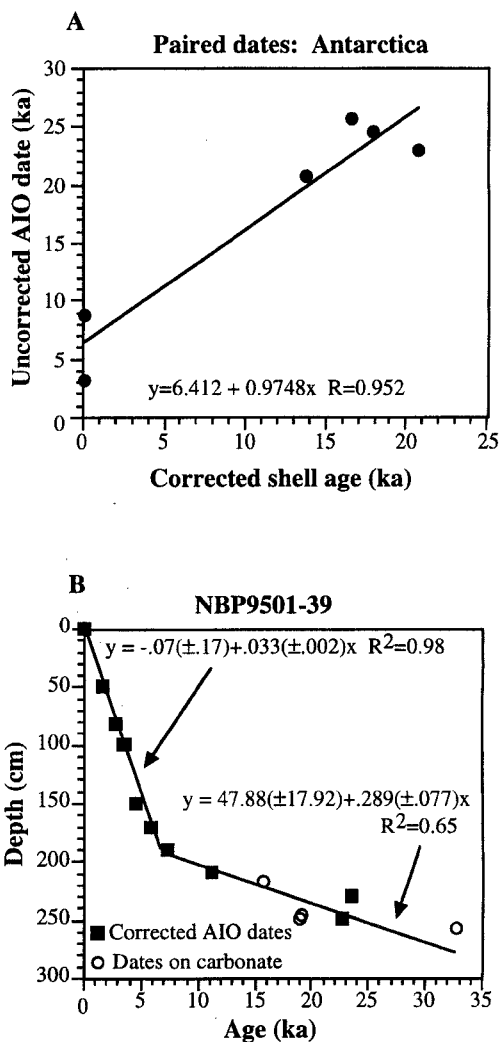 A
Paired dates: Antarctica
Uncorrected AIO date (ka)
30
25
20
15
10
5
0
y=6.412 + 0.9748x R=0.952
0
5
10
15
20
25
Corrected shell age (ka)
B
NBP9501-39
Depth (cm)
0
50
100
150
200
250
300
y = -.07(±.17)+.033(±.002)x R²=0.98
y = 47.88(±17.92)+.289(±.077)x
R²=0.65
Corrected AIO dates
Dates on carbonate
0
5
10
15
20
25
30
35
Age (ka)